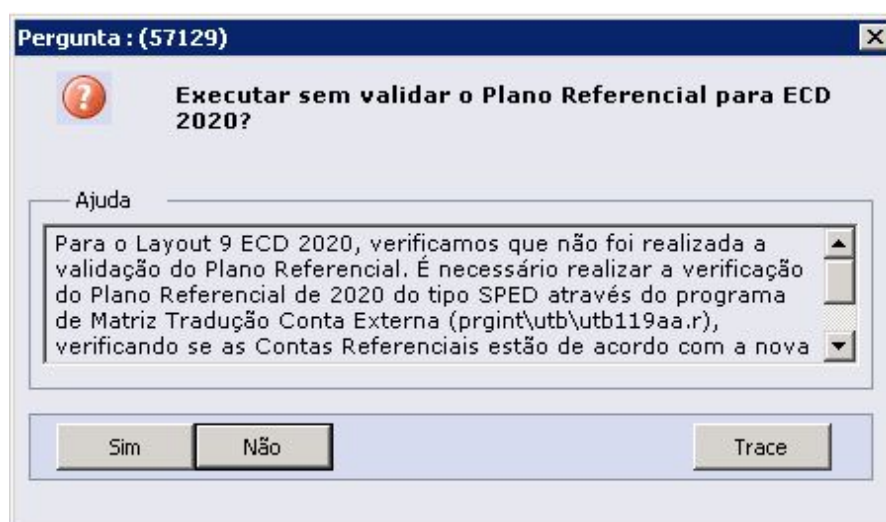 Pergunta : (57129)
Executar sem validar o Plano Referencial para ECD
2020?
Ajuda
Para o Layout 9 ECD 2020, verificamos que não foi realizada a
validação do Plano Referencial. É necessário realizar a verificação
do Plano Referencial de 2020 do tipo SPED através do programa
de Matriz Tradução Conta Externa (prgint\utb\utb119aa.r),
verificando se as Contas Referenciais estão de acordo com a nova
Sim
Não
Trace